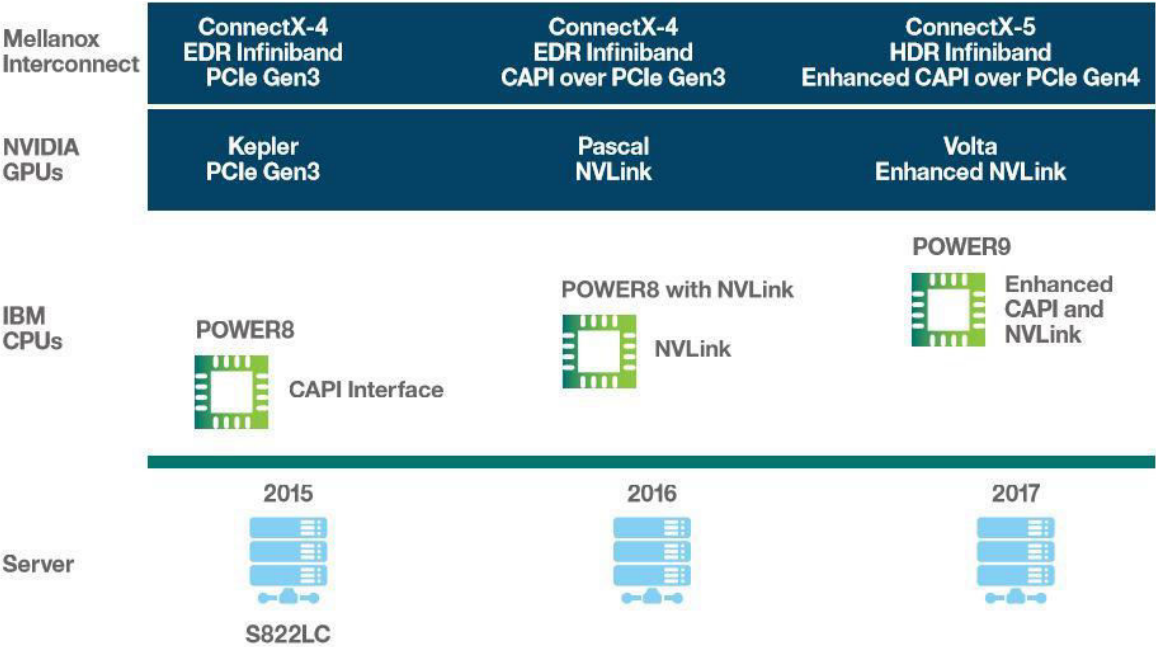 Mellanox
Interconnect
ConnectX-4
EDR Infiniband
PCIe Gen3
ConnectX-4
EDR Infiniband
CAPI over PCIe Gen3
ConnectX-5
HDR Infiniband
Enhanced CAPI over PCIe Gen4
NVIDIA
GPUs
Kepler
PCIe Gen3
Pascal
NVLink
Volta
Enhanced NVLink
IBM
CPUs
POWER8
CAPI Interface
POWER8 with NVLink
NVLink
POWER9
Enhanced
CAPI and
NVLink
Server
2015
S822LC
2016
2017